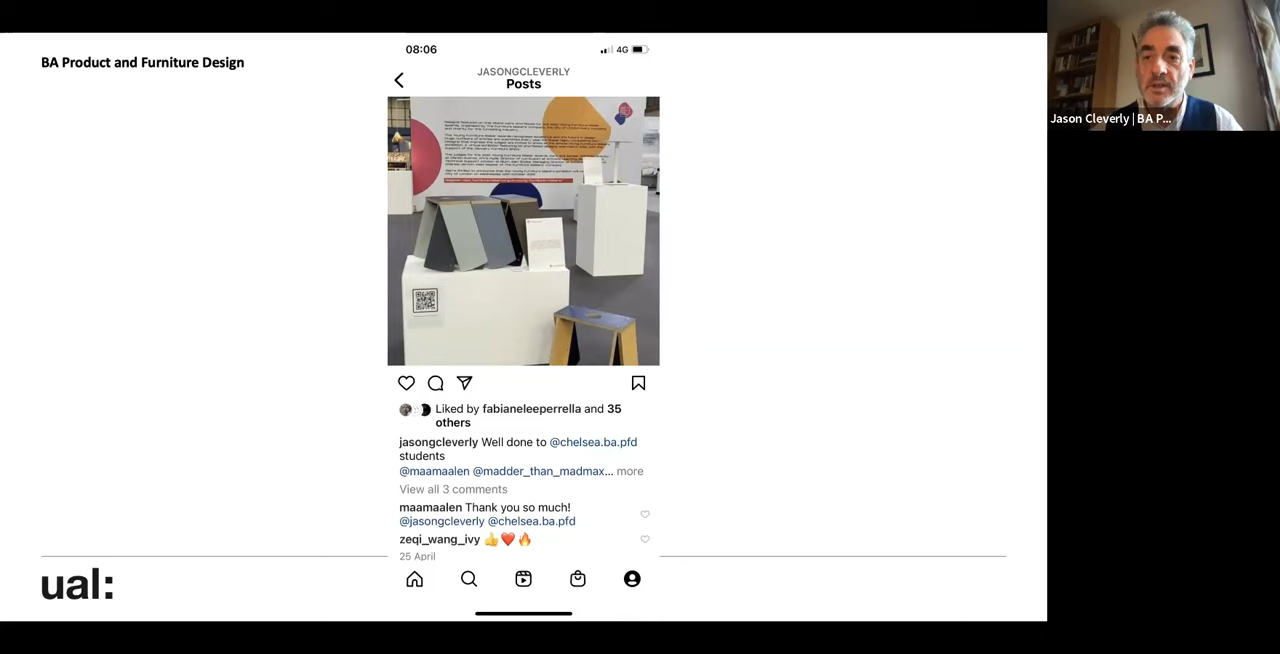 BA Product and Furniture Design
08:06
4G
JASONGCLEVERLY
Posts
Liked by fabianeleeperrella and 35
others
jasongcleverly Well done to @chelsea.ba.pfd
students
@maamaalen @madder_than_madmax... more
View all 3 comments
maamaalen Thank you so much!
@jasongcleverly @chelsea.ba.pfd
zeqi_wang_ivy 👍❤️🔥
25 April
ual:
Jason Cleverly | BA P...